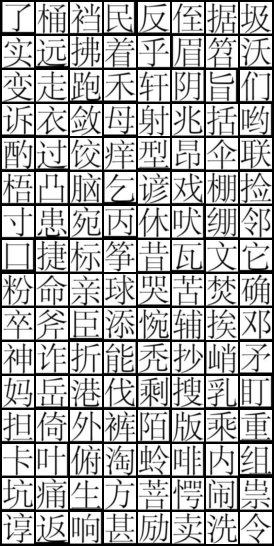 了桶裆民反侄据圾
实远拂着乎眉笤沃
变走跑禾轩阴旨们
诉衣敛母射兆括哟
酌过饺痒型昂伞联
梧凸脑乞谚戏棚捡
寸患宛丙休吠绷邻
口捷标筝昔瓦文它
粉命亲球哭苦焚确
卒斧臣添惋辅挨邓
神诈折能秃抄峭矛
妈岳港伐剩搜乳盯
担倚外裤陌版乘重
卡叶俯淘蛉啡内组
坑痛生方菩愕闹祟
谆返响甚励卖洗令